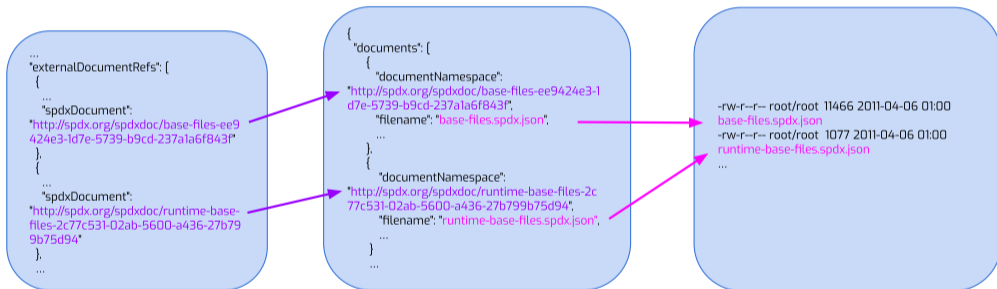 ...
"externalDocumentRefs": [
{
...
"spdxDocument":
"http://spdx.org/spdxdoc/base-files-ee9
424e3-1d7e-5739-b9cd-237a1a6f843f"
},
{
...
"spdxDocument":
"http://spdx.org/spdxdoc/runtime-base-
files-2c77c531-02ab-5600-a436-27b79
9b75d94"
},
...
{
"documents": [
{
"documentNamespace":
"http://spdx.org/spdxdoc/base-files-ee9424e3-1
d7e-5739-b9cd-237a1a6f843f",
"filename": "base-files.spdx.json",
...
},
{
"documentNamespace":
"http://spdx.org/spdxdoc/runtime-base-files-2c
77c531-02ab-5600-a436-27b799b75d94",
"filename": "runtime-base-files.spdx.json",
...
}
...
-rw-r--r-- root/root 11466 2011-04-06 01:00
base-files.spdx.json
-rw-r--r-- root/root 1077 2011-04-06 01:00
runtime-base-files.spdx.json
...